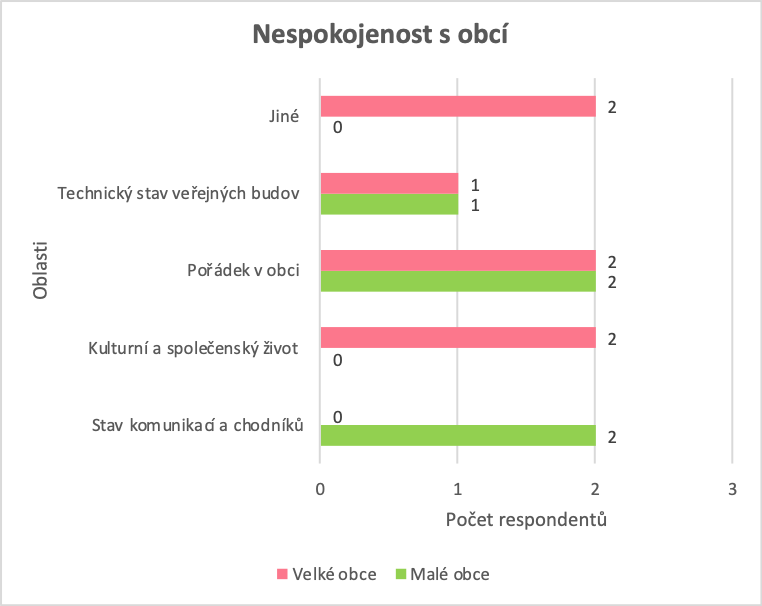 Nespokojenost s obcí
Jiné
2
0
Technický stav veřejných budov
1
1
Oblasti
Pořádek v obci
2
2
Kulturní a společenský život
2
0
Stav komunikací a chodníků
0
2
0 1 2 3
Počet respondentů
Velké obce Malé obce